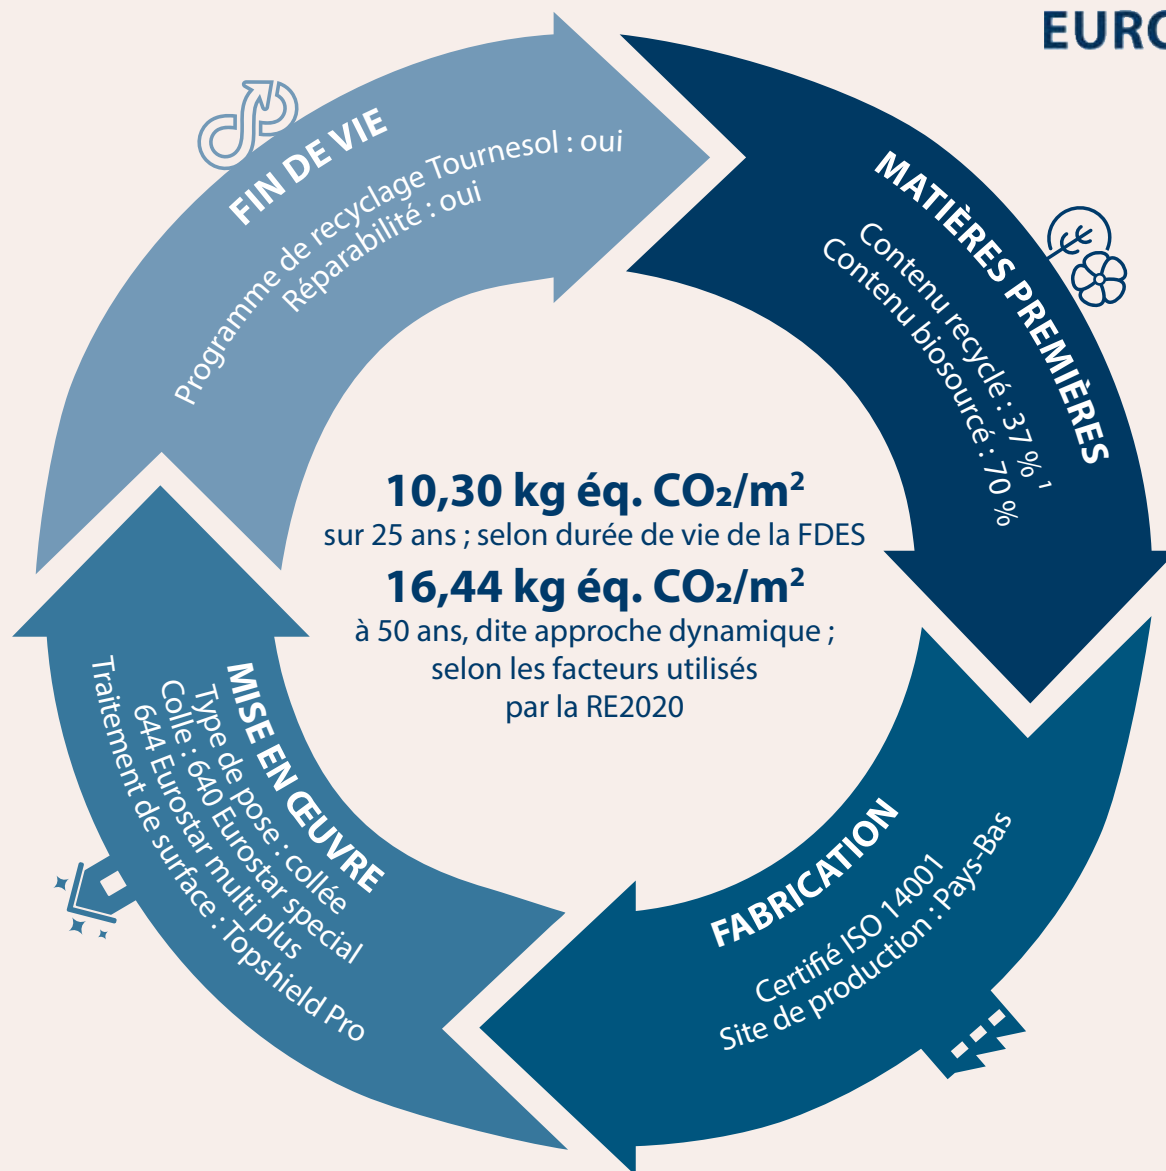 EURO
FIN DE VIE
Programme de recyclage Tournesol : oui
Réparabilité : oui
MATIÈRES PREMIÈRES
Contenu recyclé : 37 % ¹
Contenu biosourcé : 70 %
10,30 kg éq. CO₂/m²
sur 25 ans ; selon durée de vie de la FDES
16,44 kg éq. CO₂/m²
à 50 ans, dite approche dynamique ;
selon les facteurs utilisés
par la RE2020
FABRICATION
Certifié ISO 14001
Site de production : Pays-Bas
MISE EN ŒUVRE
Type de pose : collée
Colle : 640 Eurostar special
644 Eurostar multi plus
Traitement de surface : Topshield Pro